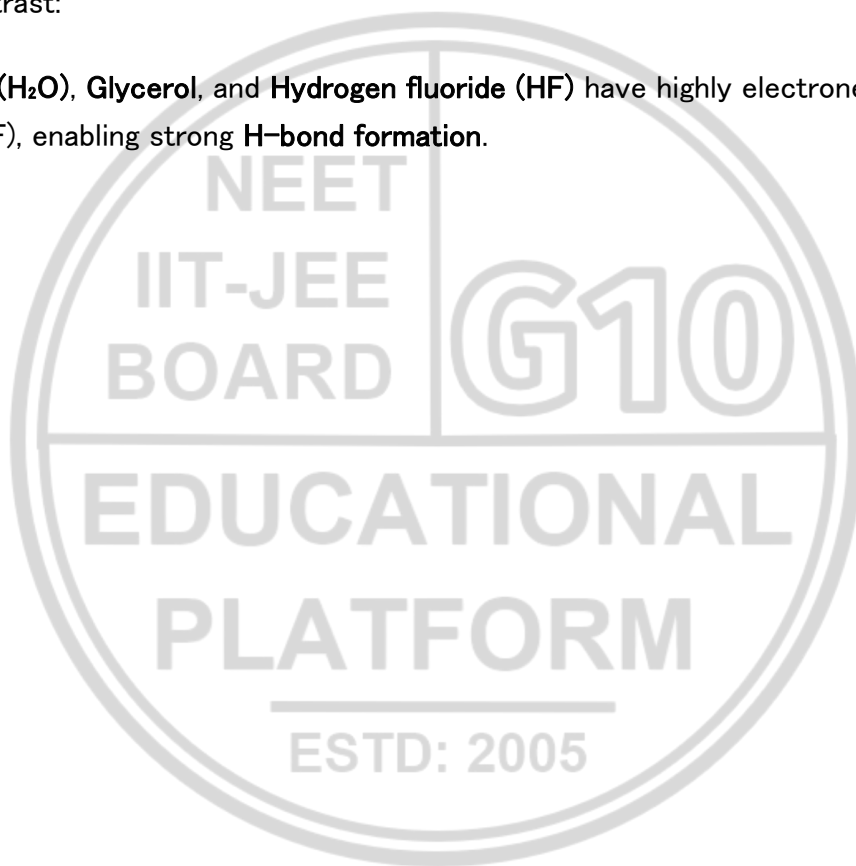 trast:
(H₂O), Glycerol, and Hydrogen fluoride (HF) have highly electrone
F), enabling strong H-bond formation.
NEET
IIT-JEE
BOARD
G10
EDUCATIONAL
PLATFORM
ESTD: 2005